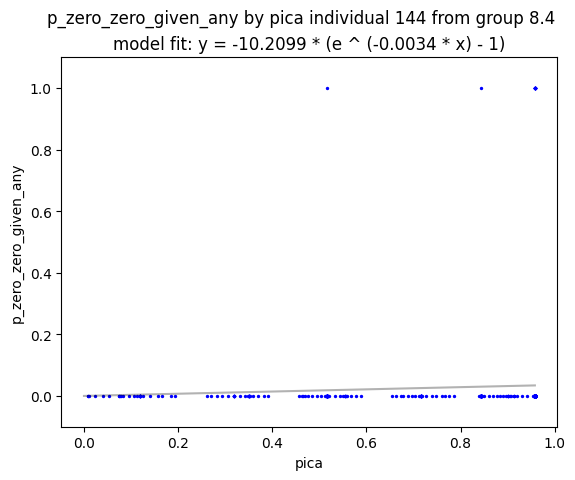 p_zero_zero_given_any by pica individual 144 from group 8.4
model fit: y = -10.2099 * (e ^ (-0.0034 * x) - 1)
1.0
0.8
0.6
0.4
0.2
0.0
p_zero_zero_given_any
0.0 0.2 0.4 0.6 0.8 1.0
pica